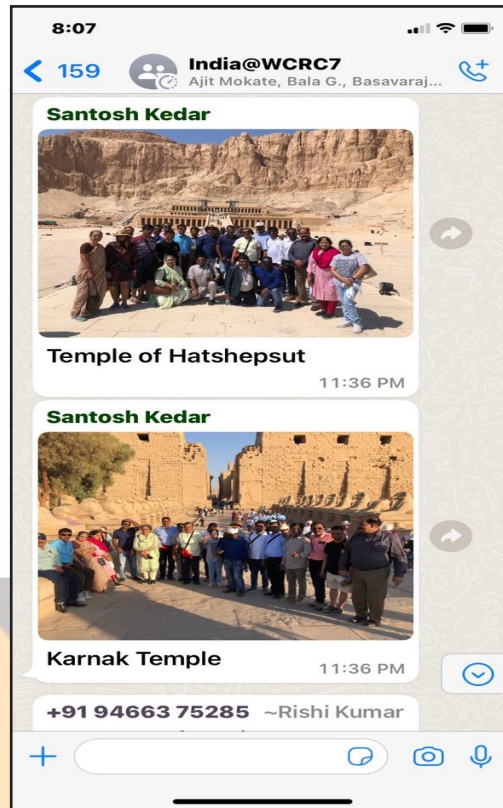 8:07
159
India@WCRC7
Ajit Mokate, Bala G., Basavaraj...
Santosh Kedar
Temple of Hatshepsut
11:36 PM
Santosh Kedar
Karnak Temple
11:36 PM
+91 94663 75285 ~Rishi Kumar